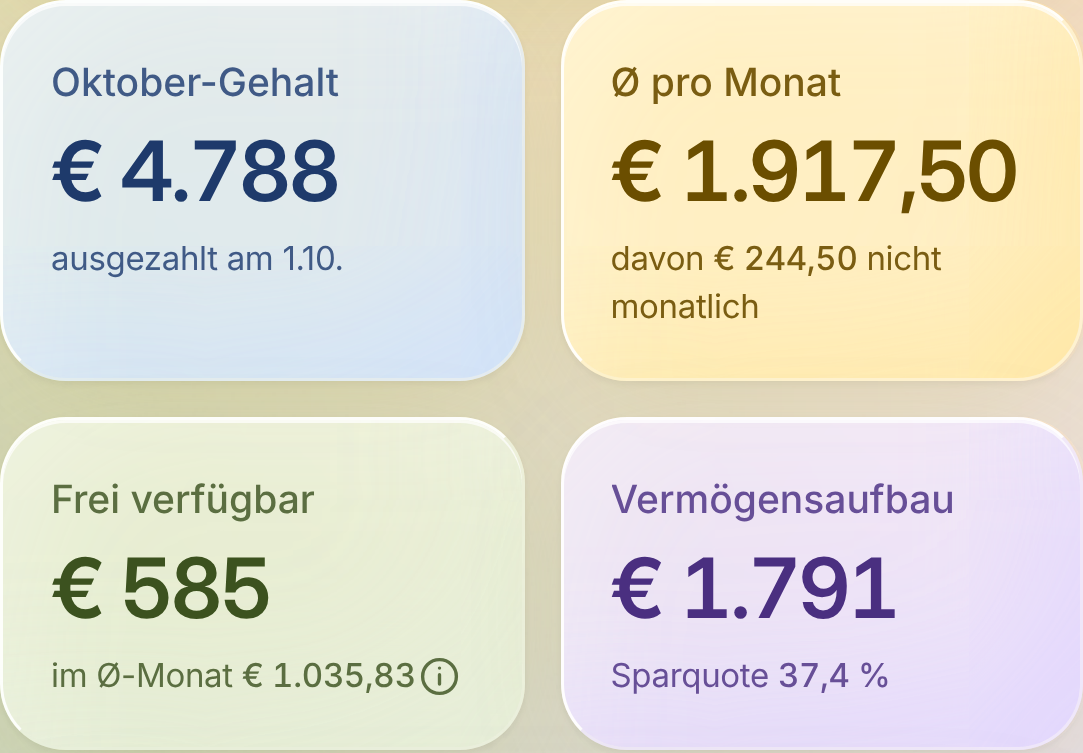 Oktober-Gehalt
€ 4.788
ausgezahlt am 1.10.
Ø pro Monat
€ 1.917,50
davon € 244,50 nicht
monatlich
Frei verfügbar
€ 585
im Ø-Monat € 1.035,83
Vermögensaufbau
€ 1.791
Sparquote 37,4 %